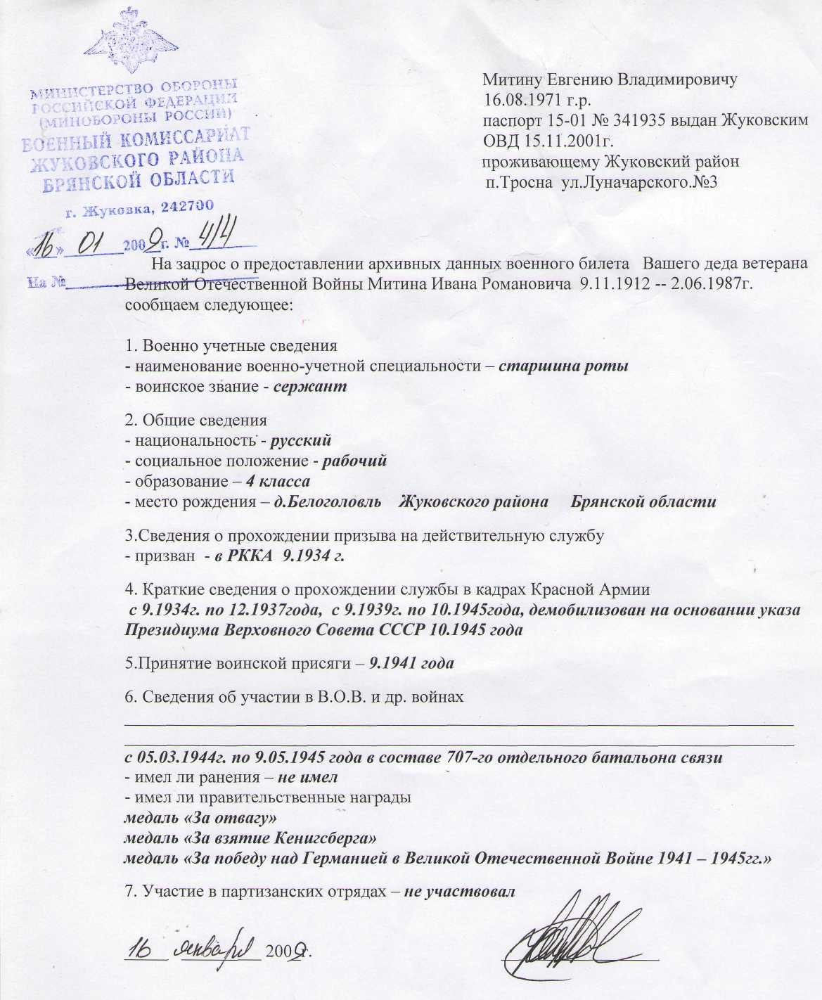 МИНИСТЕРСТВО ОБОРОНЫ
РОССИЙСКОЙ ФЕДЕРАЦИИ
(МИНОБОРОНЫ РОССИИ)
ВОЕННЫЙ КОМИССАРИАТ
ЖУКОВСКОГО РАЙОНА
БРЯНСКОЙ ОБЛАСТИ
г. Жуковка, 242700
«16» 01 2009 г. № 4/4
На №
Митину Евгению Владимировичу
16.08.1971 г.р.
паспорт 15-01 № 341935 выдан Жуковским
ОВД 15.11.2001г.
проживающему Жуковский район
п.Тросна ул.Луначарского.№3
На запрос о предоставлении архивных данных военного билета Вашего деда ветерана
Великой Отечественной Войны Митина Ивана Романовича 9.11.1912 -- 2.06.1987г.
сообщаем следующее:
1. Военно учетные сведения
- наименование военно-учетной специальности – старшина роты
- воинское звание - сержант
2. Общие сведения
- национальность - русский
- социальное положение - рабочий
- образование – 4 класса
- место рождения – д.Белоголовль Жуковского района Брянской области
3.Сведения о прохождении призыва на действительную службу
- призван - в РККА 9.1934 г.
4. Краткие сведения о прохождении службы в кадрах Красной Армии
с 9.1934г. по 12.1937года, с 9.1939г. по 10.1945года, демобилизован на основании указа
Президиума Верховного Совета СССР 10.1945 года
5.Принятие воинской присяги – 9.1941 года
6. Сведения об участии в В.О.В. и др. войнах
с 05.03.1944г. по 9.05.1945 года в составе 707-го отдельного батальона связи
- имел ли ранения – не имел
- имел ли правительственные награды
медаль «За отвагу»
медаль «За взятие Кенигсберга»
медаль «За победу над Германией в Великой Отечественной Войне 1941 – 1945гг.»
7. Участие в партизанских отрядах – не участвовал
16 января 2009г.